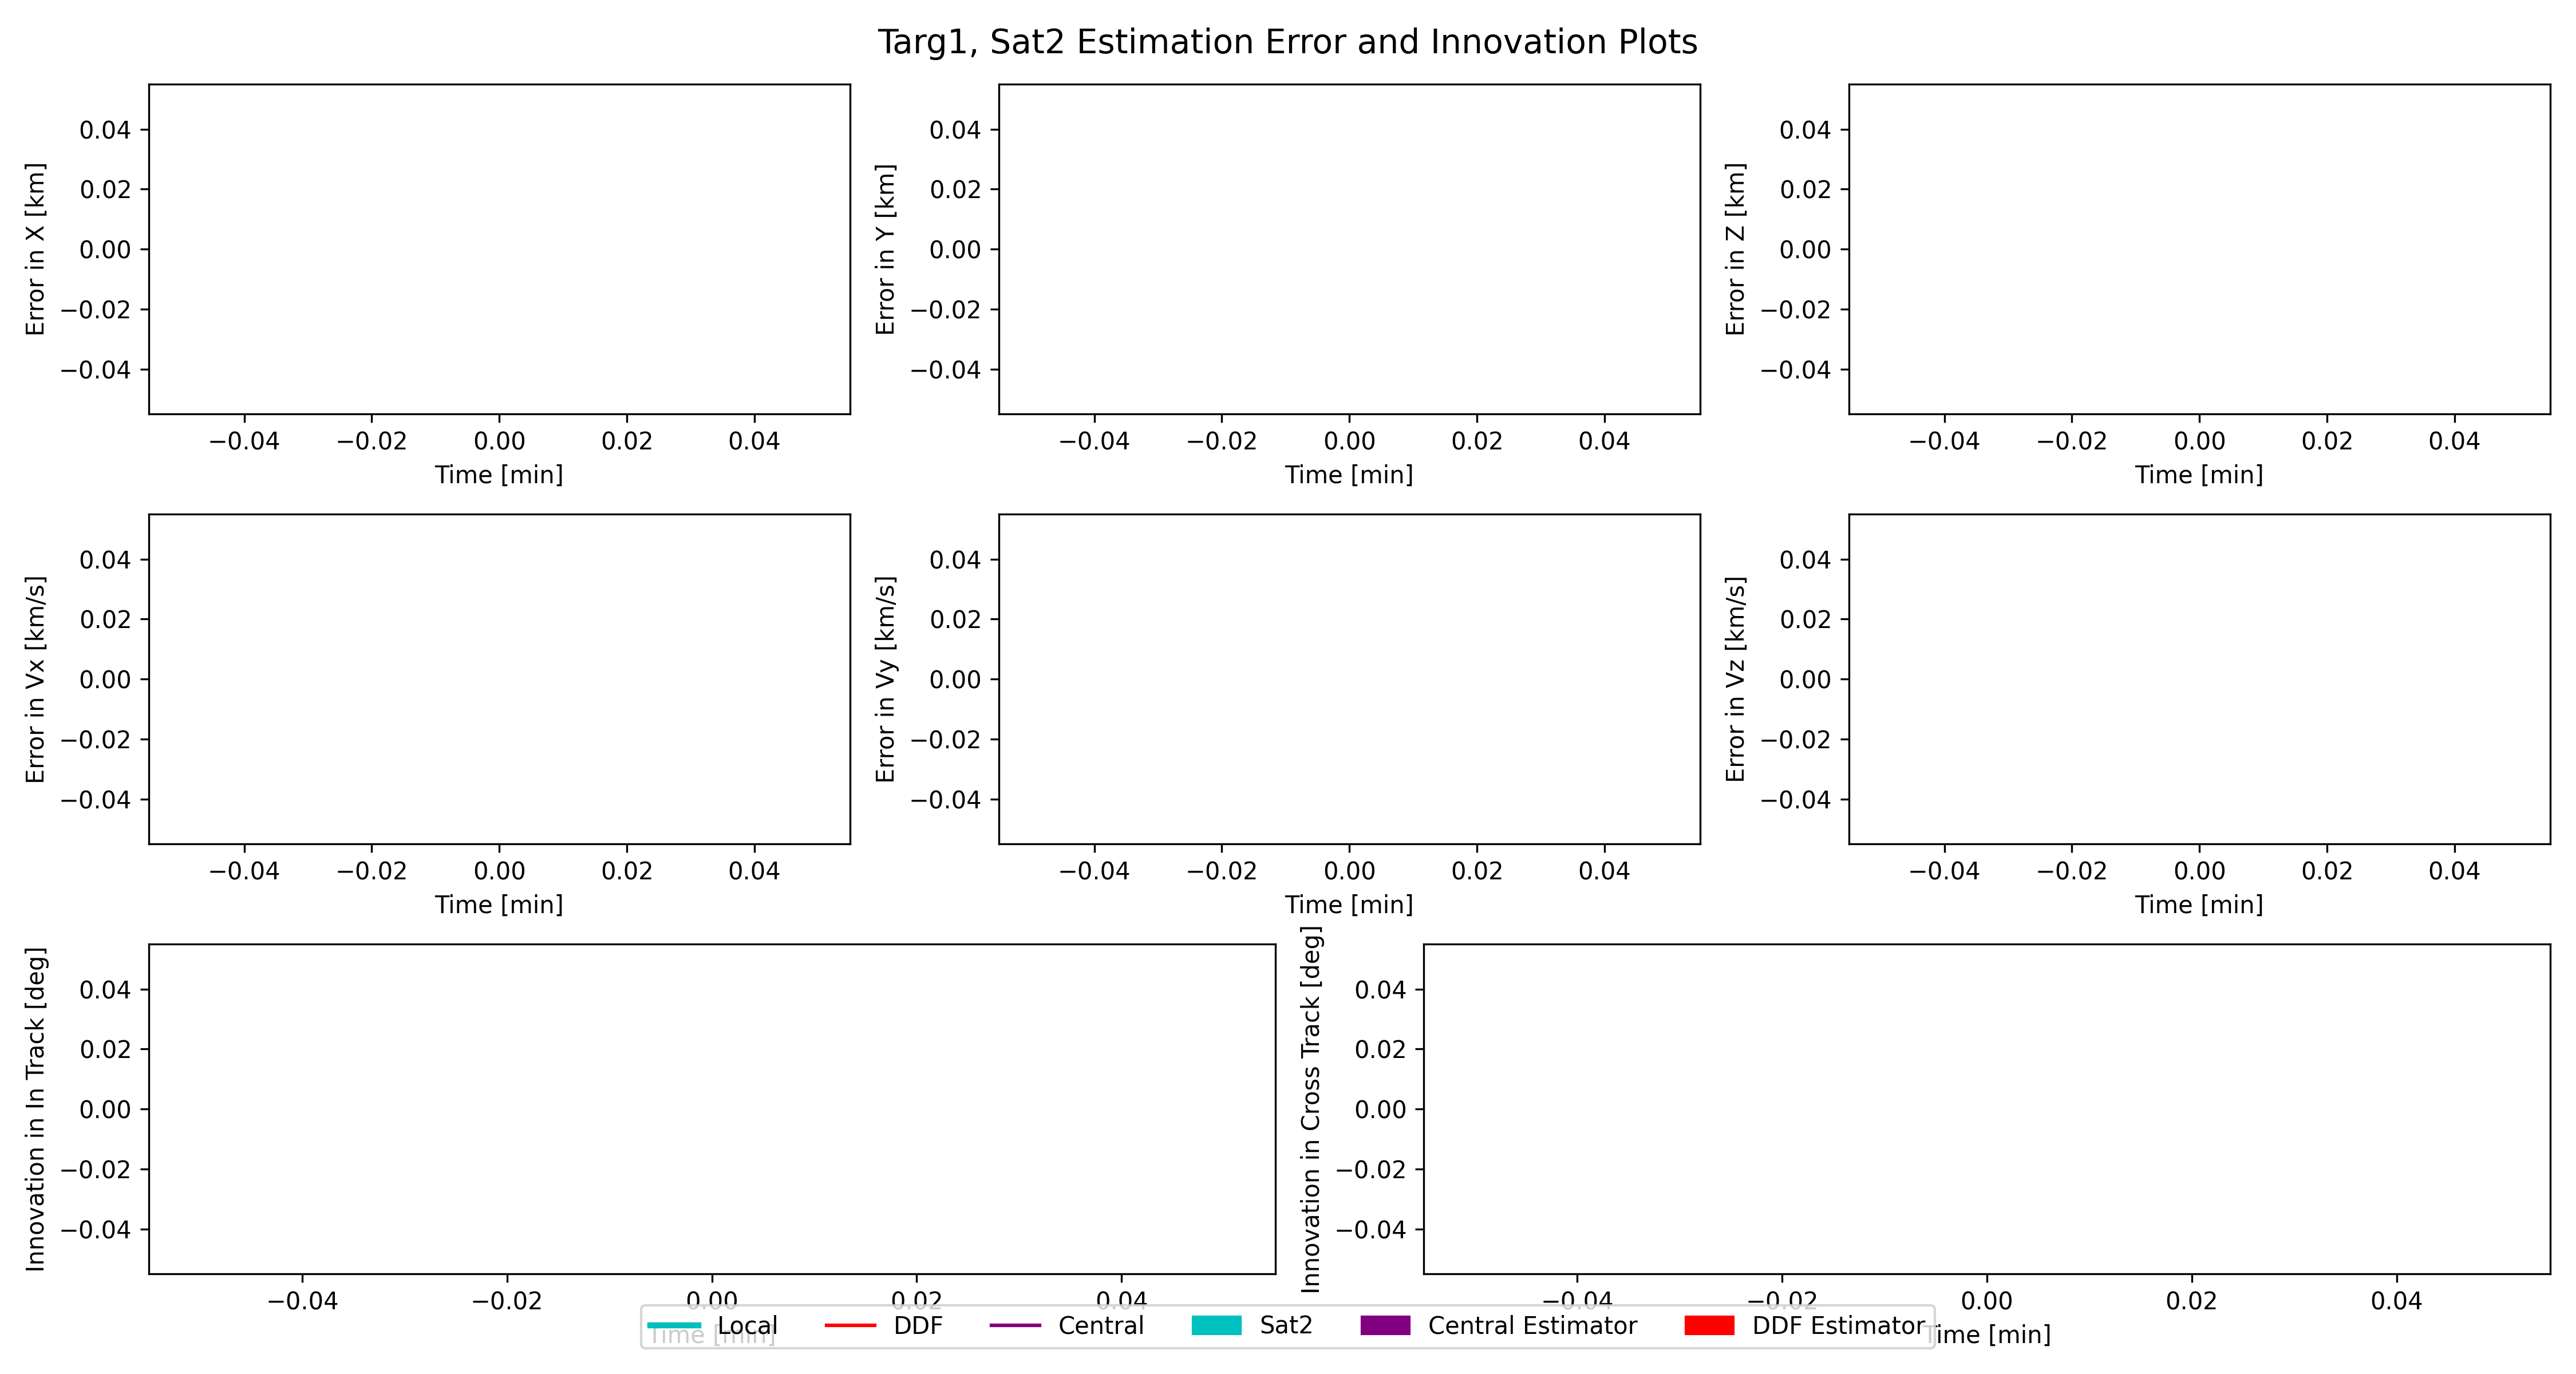 Targ1, Sat2 Estimation Error and Innovation Plots
Error in X [km]
0.04
0.02
0.00
−0.02
−0.04
−0.04 −0.02 0.00 0.02 0.04
Time [min]
Error in Y [km]
0.04
0.02
0.00
−0.02
−0.04
−0.04 −0.02 0.00 0.02 0.04
Time [min]
Error in Z [km]
0.04
0.02
0.00
−0.02
−0.04
−0.04 −0.02 0.00 0.02 0.04
Time [min]
Error in Vx [km/s]
0.04
0.02
0.00
−0.02
−0.04
−0.04 −0.02 0.00 0.02 0.04
Time [min]
Error in Vy [km/s]
0.04
0.02
0.00
−0.02
−0.04
−0.04 −0.02 0.00 0.02 0.04
Time [min]
Error in Vz [km/s]
0.04
0.02
0.00
−0.02
−0.04
−0.04 −0.02 0.00 0.02 0.04
Time [min]
Innovation in In Track [deg]
0.04
0.02
0.00
−0.02
−0.04
−0.04 −0.02 0.00 0.02 0.04
Time [min]
Innovation in Cross Track [deg]
0.04
0.02
0.00
−0.02
−0.04
−0.04 −0.02 0.00 0.02 0.04
Time [min]
Local DDF Central Sat2 Central Estimator DDF Estimator